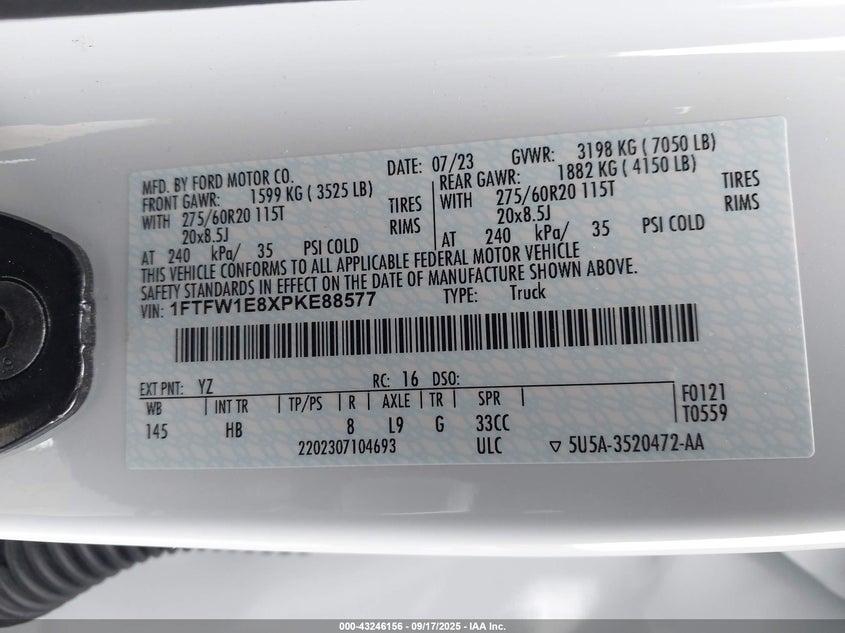 MFD. BY FORD MOTOR CO. DATE: 07/23 GVWR: 3198 KG ( 7050 LB)
FRONT GAWR: 1599 KG ( 3525 LB) REAR GAWR: 1882 KG ( 4150 LB)
WITH 275/60R20 115T TIRES WITH 275/60R20 115T TIRES
20x8.5J RIMS 20x8.5J RIMS
AT 240 kPa/ 35 PSI COLD AT 240 kPa/ 35 PSI COLD
THIS VEHICLE CONFORMS TO ALL APPLICABLE FEDERAL MOTOR VEHICLE
SAFETY STANDARDS IN EFFECT ON THE DATE OF MANUFACTURE SHOWN ABOVE.
VIN: 1FTFW1E8XPKE88577 TYPE: Truck
EXT PNT: YZ RC: 16 DSO:
WB INT TR TP/PS R AXLE TR SPR F0121
145 HB 8 L9 G 33CC T0559
2202307104693 ULC ▽ 5U5A-3520472-AA
000-43246156 - 09/17/2025 - IAA Inc.